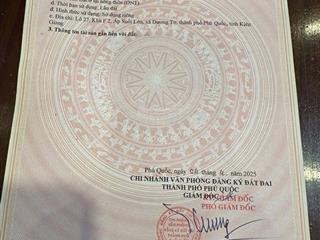 d. Thời hạn sử dụng: Lâu dài
đ. Hình thức sử dụng: Sử dụng riêng
e. Địa chỉ: Lô 27, Khu F.2, Ấp Suối Lớn, xã Dương Tơ, thành phố Phú Quốc, tỉnh Kiên
Giang
3. Thông tin tài sản gắn liền với đất:
Phú Quốc, ngày tháng năm 2025
CHI NHÁNH VĂN PHÒNG ĐĂNG KÝ ĐẤT ĐAI
THÀNH PHỐ PHÚ QUỐC
GIÁM ĐỐC
PHÓ GIÁM ĐỐC